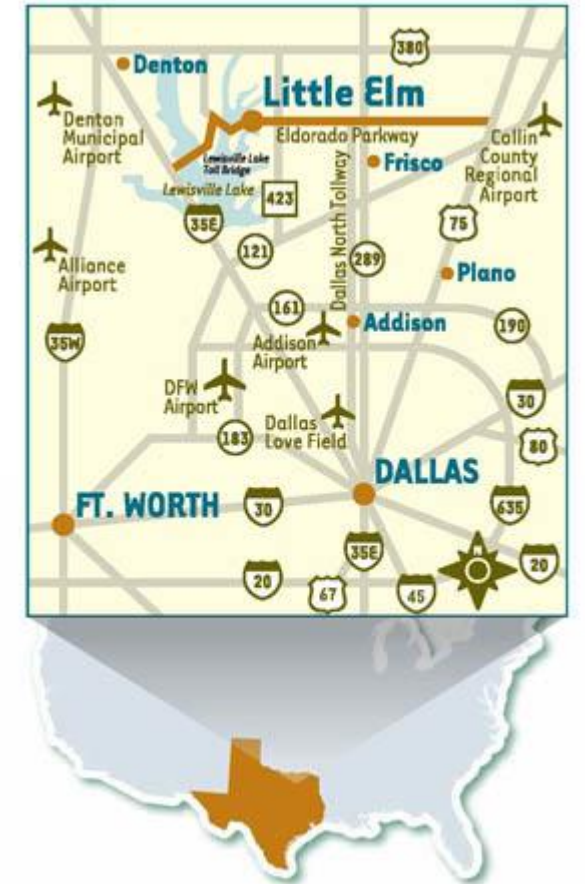 380
Denton
Little Elm
Denton
Municipal
Airport
Eldorado Parkway
Collin
County
Regional
Airport
Lewisville Lake
Toll Bridge
Frisco
Lewisville Lake
423
Dallas North Tollway
75
35E
121
289
Alliance
Airport
Plano
161
Addison
190
35W
Addison
Airport
DFW
Airport
30
Dallas
Love Field
183
80
DALLAS
FT. WORTH
30
635
35E
20
20
67
45
N